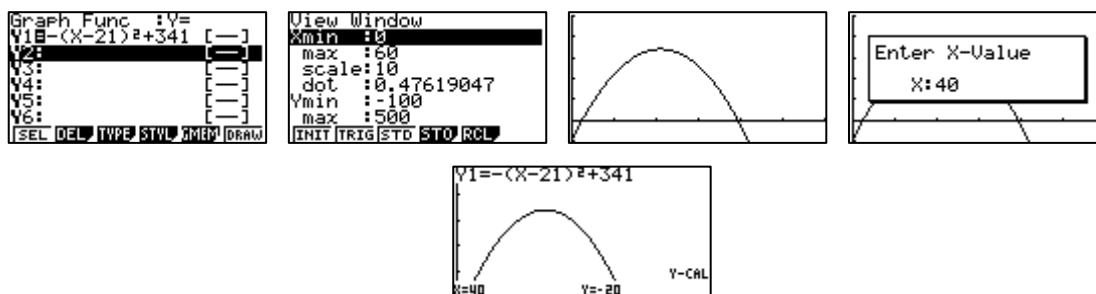 Graph Func :Y=
Y1=-(X-21)²+341 [—]
Y2: [—]
Y3: [—]
Y4: [—]
Y5: [—]
Y6: [—]
SEL DEL TYPE STYL GMEM DRAW
View Window
Xmin :0
max :60
scale:10
dot :0.47619047
Ymin :-100
max :500
INIT TRIG STD STO RCL
Enter X-Value
X:40
Y1=-(X-21)²+341
Y-CAL
X=40 Y=-20